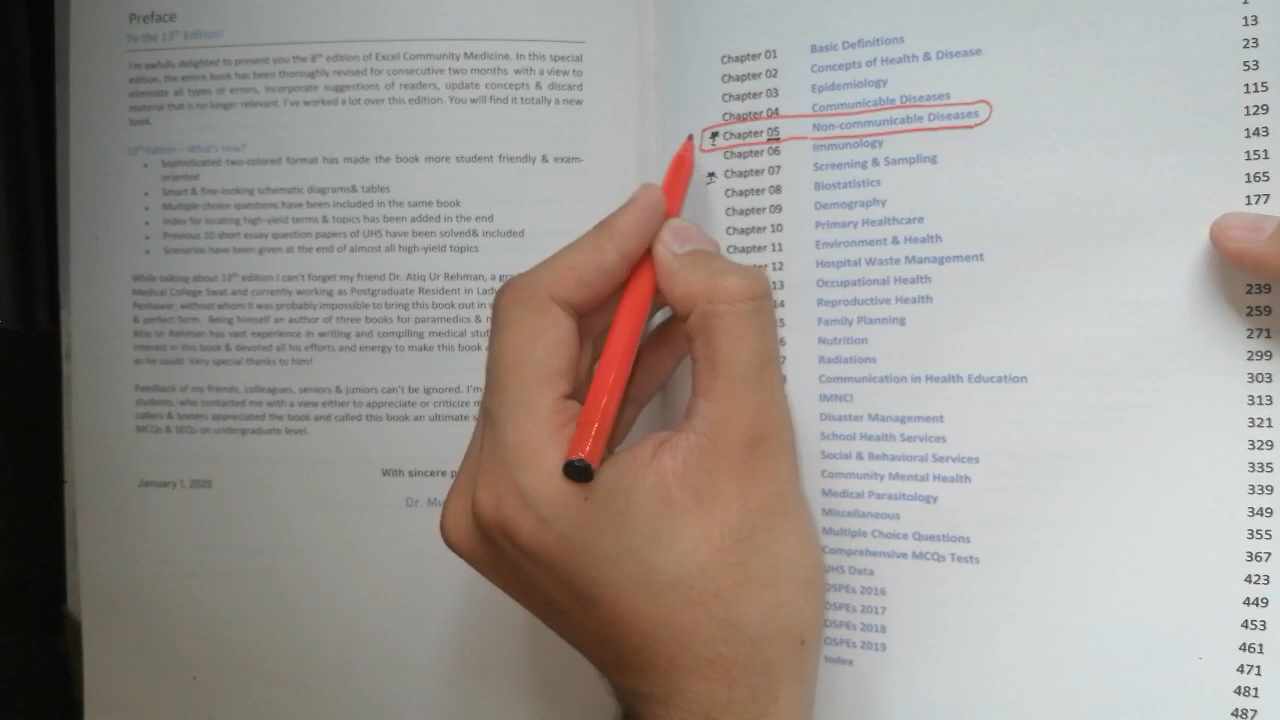 Preface
To the 13th Edition!
I'm awfully delighted to present you the 8th edition of Excel Community Medicine. In this special
edition, the entire book has been thoroughly revised for consecutive two months with a view to
eliminate all types of errors, incorporate suggestions of readers, update concepts & discard
material that is no longer relevant. I've worked a lot over this edition. You will find it totally a new
book.
13th Edition – What's new?
• Sophisticated two-colored format has made the book more student friendly & exam-
oriented
• Smart & fine-looking schematic diagrams& tables
• Multiple choice questions have been included in the same book
• Index for locating high-yield terms & topics has been added in the end
• Previous 10 short essay question papers of UHS have been solved& included
• Scenarios have been given at the end of almost all high-yield topics
While talking about 13th edition I can't forget my friend Dr. Atiq Ur Rehman, a
Medical College Swat and currently working as Postgraduate Resident in Lady
Peshawar, without whom it was probably impossible to bring this book out in
& perfect form. Being himself an author of three books for paramedics &
Atiq Ur Rehman has vast experience in writing and compiling medical
interest in this book & devoted all his efforts and energy to make this book
as he could. Very special thanks to him!
Feedback of my friends, colleagues, seniors & juniors can't be ignored. I'm
students, who contacted me with a view either to appreciate or criticize
callers & texters appreciated the book and called this book an ultimate
MCQs & SEQs on undergraduate level.
With sincere
January 1, 2020
Dr.
1
Chapter 01 Basic Definitions 13
Chapter 02 Concepts of Health & Disease 23
Chapter 03 Epidemiology 53
Chapter 04 Communicable Diseases 115
Chapter 05 Non-communicable Diseases 129
Chapter 06 Immunology 143
Chapter 07 Screening & Sampling 151
Chapter 08 Biostatistics 165
Chapter 09 Demography 177
Chapter 10 Primary Healthcare
Chapter 11 Environment & Health
12 Hospital Waste Management
13 Occupational Health 239
14 Reproductive Health 259
5 Family Planning 271
6 Nutrition 299
7 Radiations 303
Communication in Health Education 313
IMNCI 321
Disaster Management 329
School Health Services 335
Social & Behavioral Services 339
Community Mental Health 349
Medical Parasitology 355
Miscellaneous 367
Multiple Choice Questions 423
Comprehensive MCQs Tests 449
UHS Data 453
OSPEs 2016 461
OSPEs 2017 471
OSPEs 2018 481
OSPEs 2019 487
Index